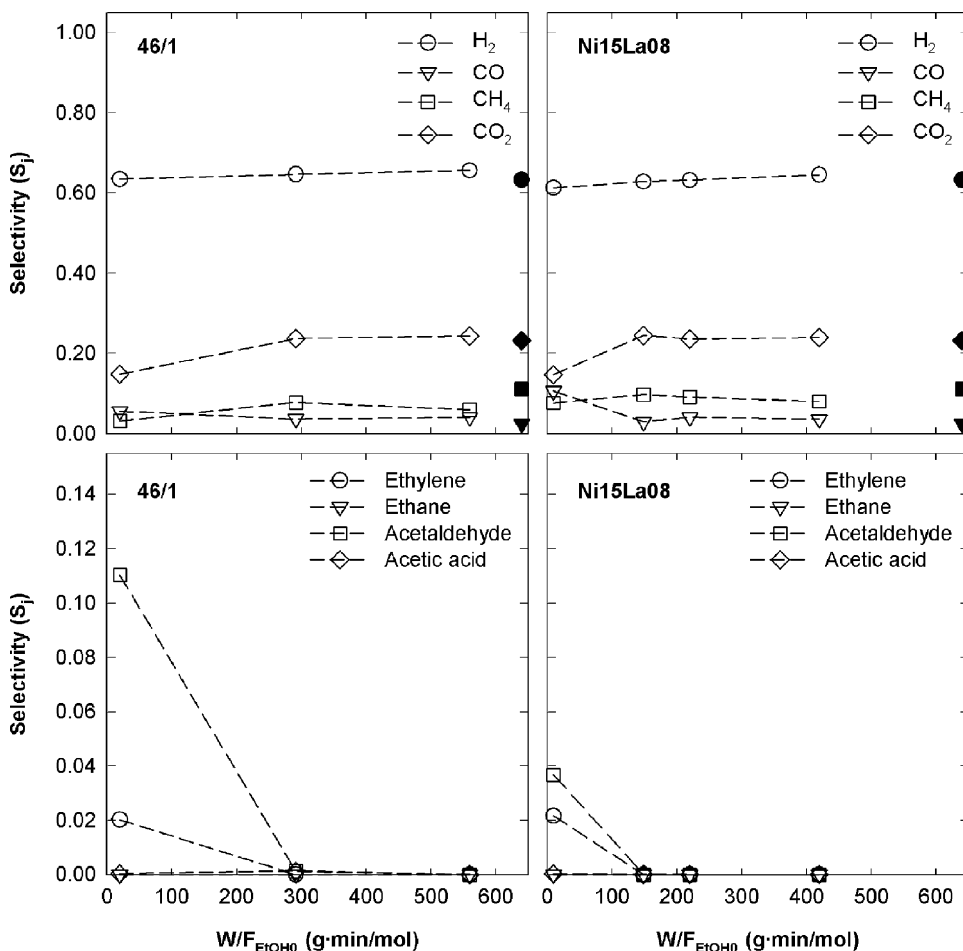 46/1
H2
CO
CH4
CO2
Ni15La08
H2
CO
CH4
CO2
1.00
0.80
0.60
0.40
0.20
0.00
Selectivity (Sj)
46/1
Ethylene
Ethane
Acetaldehyde
Acetic acid
Ni15La08
Ethylene
Ethane
Acetaldehyde
Acetic acid
0.14
0.12
0.10
0.08
0.06
0.04
0.02
0.00
Selectivity (Sj)
0 100 200 300 400 500 600
0 100 200 300 400 500 600
W/FEtOH0 (g·min/mol)
W/FEtOH0 (g·min/mol)